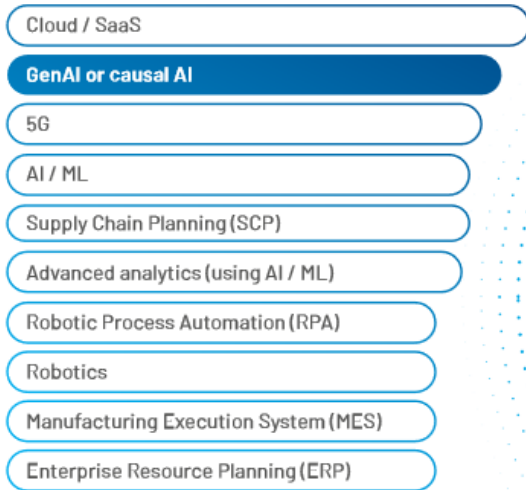 Cloud / SaaS
GenAI or causal AI
5G
AI / ML
Supply Chain Planning (SCP)
Advanced analytics (using AI / ML)
Robotic Process Automation (RPA)
Robotics
Manufacturing Execution System (MES)
Enterprise Resource Planning (ERP)